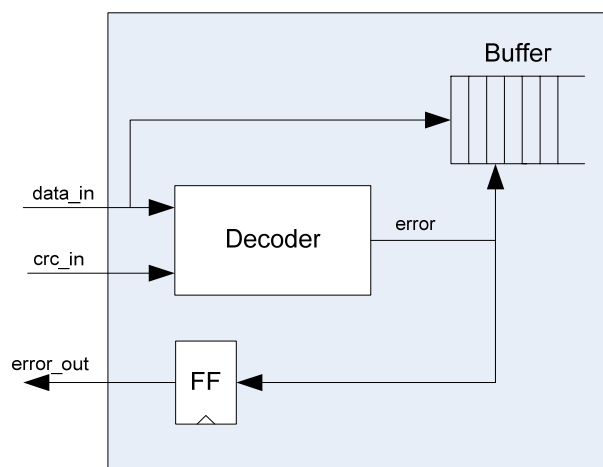 Buffer
data_in
Decoder
error
crc_in
error_out
FF